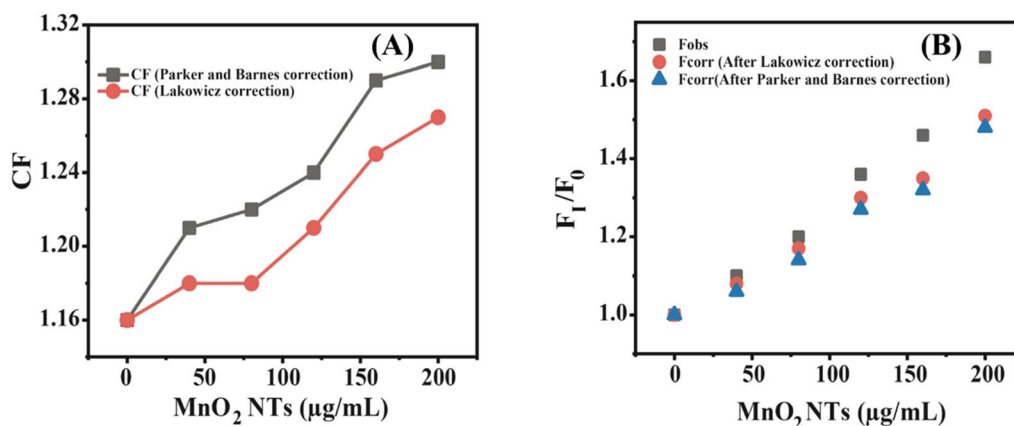 (A)
CF (Parker and Barnes correction)
CF (Lakowicz correction)
1.32
1.28
1.24
1.20
1.16
CF
0
50
100
150
200
MnO₂ NTs (µg/mL)
(B)
Fobs
Fcorr (After Lakowicz correction)
Fcorr(After Parker and Barnes correction)
1.6
1.4
1.2
1.0
F_I/F_0
0
50
100
150
200
MnO₂ NTs (µg/mL)